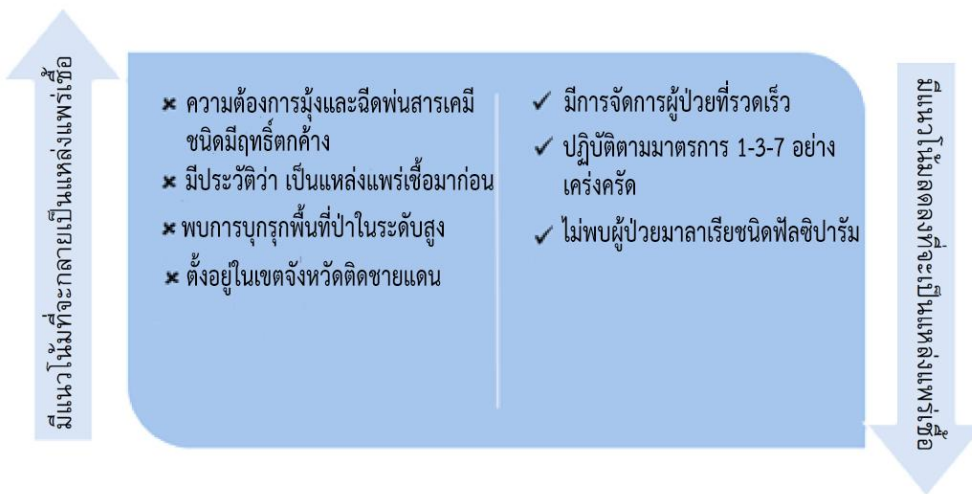 มีแนวโน้มที่จะกลายเป็นแหล่งแพร่เชื้อ
✖ ความต้องการมุ้งและฉีดพ่นสารเคมี
ชนิดมีฤทธิ์ตกค้าง
✖ มีประวัติว่า เป็นแหล่งแพร่เชื้อมาก่อน
✖ พบการบุกรุกพื้นที่ป่าในระดับสูง
✖ ตั้งอยู่ในเขตจังหวัดติดชายแดน
✓ มีการจัดการผู้ป่วยที่รวดเร็ว
✓ ปฏิบัติตามมาตรการ 1-3-7 อย่าง
เคร่งครัด
✓ ไม่พบผู้ป่วยมาลาเรียชนิดฟัลซิปารัม
มีแนวโน้มลดลงที่จะเป็นแหล่งแพร่เชื้อ